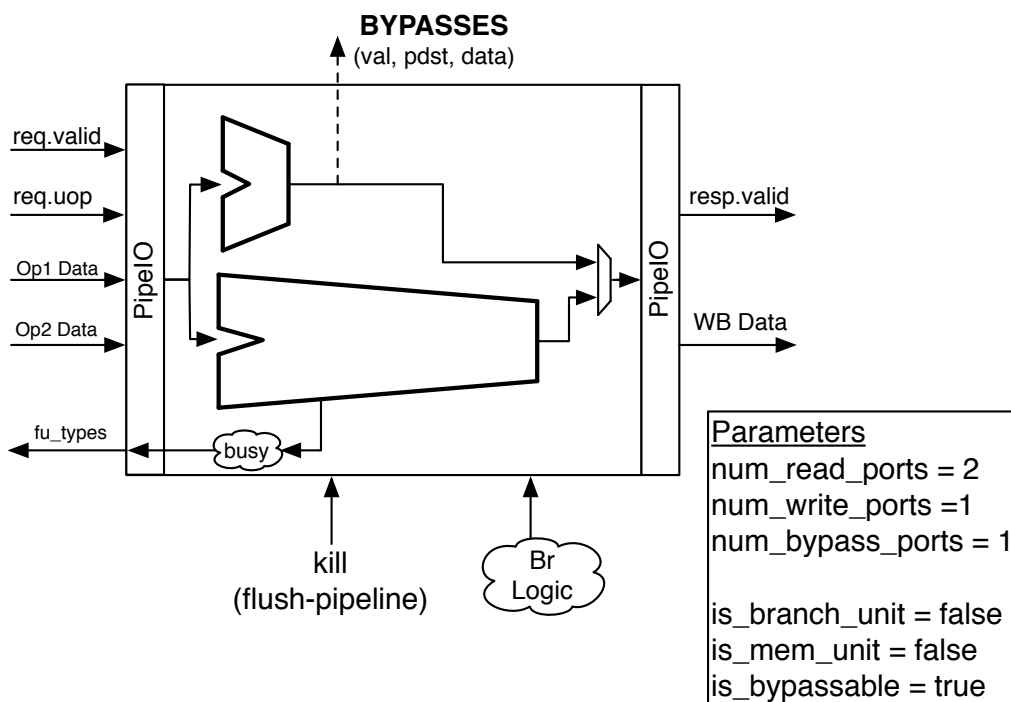 BYPASSES
(val, pdst, data)
req.valid
req.uop
Op1 Data
Op2 Data
fu_types
PipeIO
busy
PipeIO
resp.valid
WB Data
kill
(flush-pipeline)
Br
Logic
Parameters
num_read_ports = 2
num_write_ports =1
num_bypass_ports = 1
is_branch_unit = false
is_mem_unit = false
is_bypassable = true